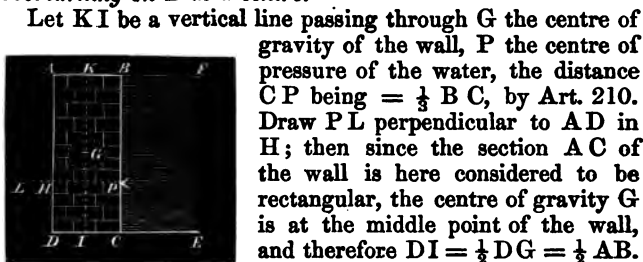 Let K I be a vertical line passing through G the centre of
gravity of the wall, P the centre of
pressure of the water, the distance
C P being = ⅓ B C, by Art. 210.
Draw P L perpendicular to A D in
H; then since the section A C of
the wall is here considered to be
rectangular, the centre of gravity G
is at the middle point of the wall,
and therefore D I = ½ D G = ½ AB.
A K B F
G
L H P
D I C E